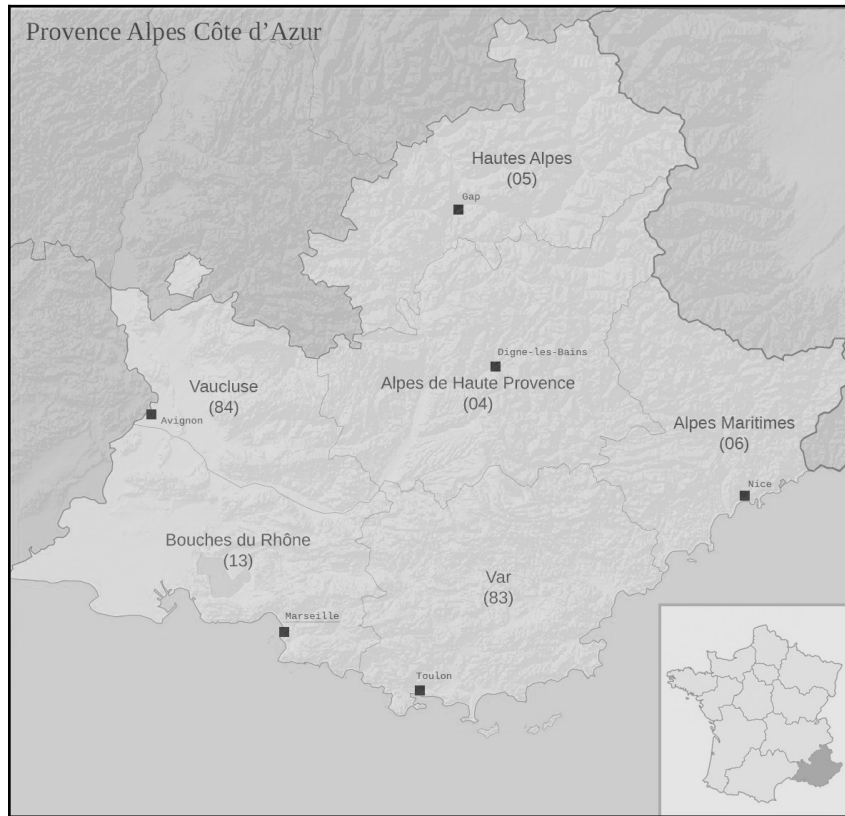 Provence Alpes Côte d’Azur
Hautes Alpes
(05)
Gap
Digne-les-Bains
Alpes de Haute Provence
(04)
Vaucluse
(84)
Avignon
Alpes Maritimes
(06)
Nice
Bouches du Rhône
(13)
Var
(83)
Marseille
Toulon